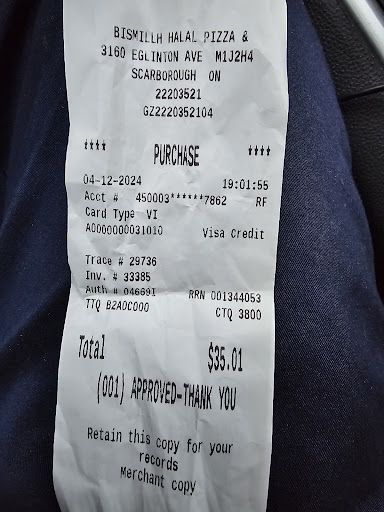 BISMILLH HALAL PIZZA &
3160 EGLINTON AVE M1J2H4
SCARBOROUGH ON
22203521
GZ2220352104
**** PURCHASE ****
04-12-2024 19:01:55
Acct # 450003******7862 RF
Card Type VI
A0000000031010 Visa Credit
Trace # 29736
Inv. # 33385
Auth # 04669I RRN 001344053
TTQ B2A0C000 CTQ 3800
Total $35.01
(001) APPROVED-THANK YOU
Retain this copy for your
records
Merchant copy